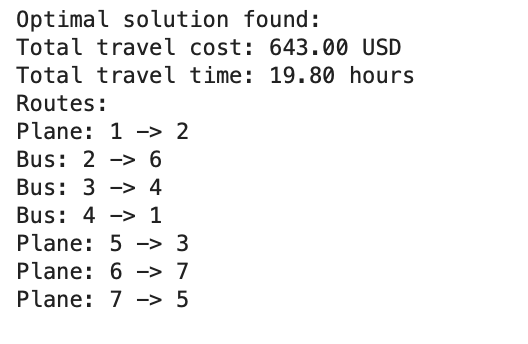 Optimal solution found:
Total travel cost: 643.00 USD
Total travel time: 19.80 hours
Routes:
Plane: 1 -> 2
Bus: 2 -> 6
Bus: 3 -> 4
Bus: 4 -> 1
Plane: 5 -> 3
Plane: 6 -> 7
Plane: 7 -> 5